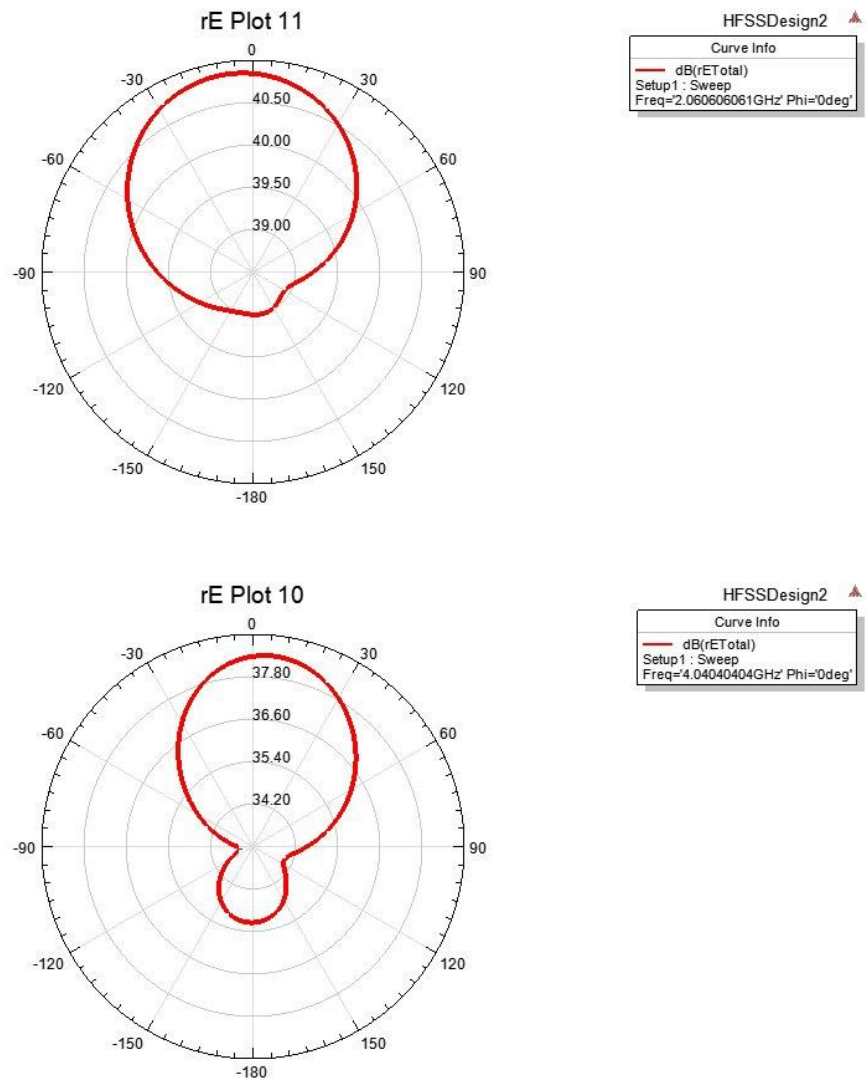 rE Plot 11
HFSSDesign2
Curve Info
dB(rETotal)
Setup1 : Sweep
Freq='2.060606061GHz' Phi='0deg'
0
-30
30
40.50
40.00
-60
60
39.50
39.00
-90
90
-120
120
-150
150
-180
rE Plot 10
HFSSDesign2
Curve Info
dB(rETotal)
Setup1 : Sweep
Freq='4.04040404GHz' Phi='0deg'
0
-30
30
37.80
36.60
-60
60
35.40
34.20
-90
90
-120
120
-150
150
-180